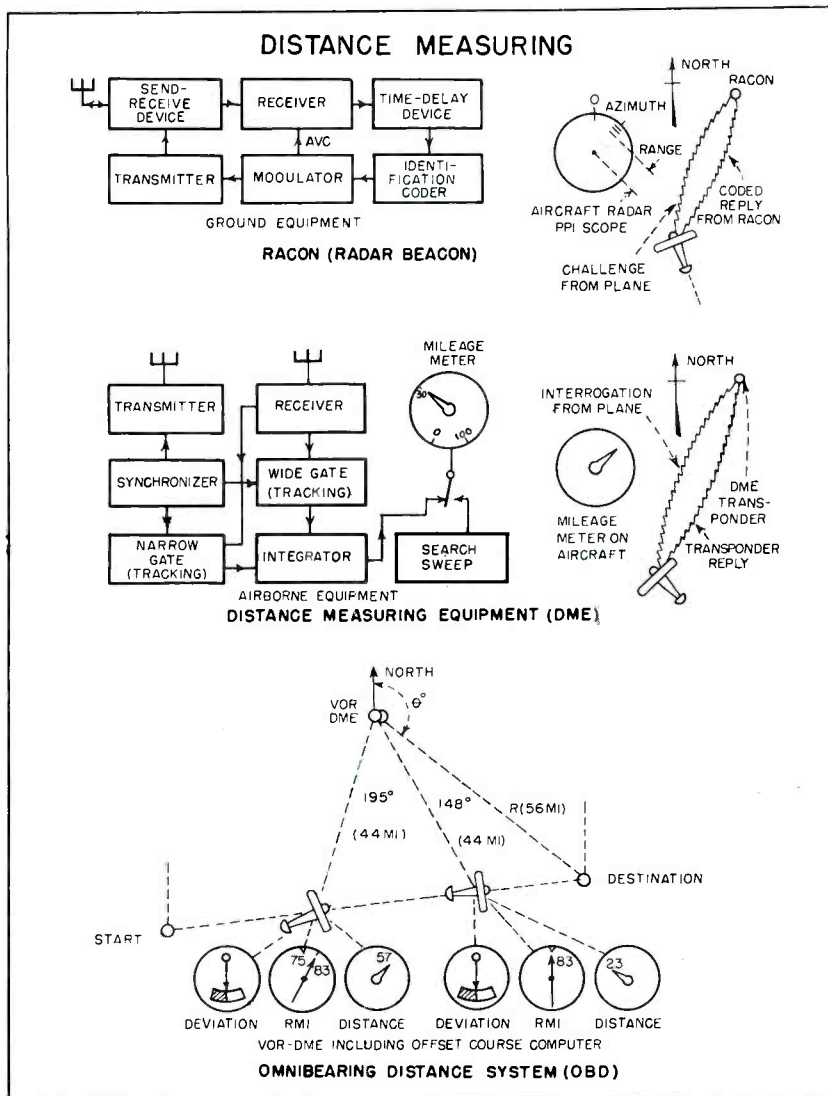 DISTANCE MEASURING
SEND-
RECEIVE
DEVICE
RECEIVER
TIME-DELAY
DEVICE
AVC
TRANSMITTER
MODULATOR
IDENTI-
FICATION
CODER
GROUND EQUIPMENT
RACON (RADAR BEACON)
NORTH
RACON
O
AZIMUTH
RANGE
AIRCRAFT RADAR
PPI SCOPE
CODED
REPLY
FROM RACON
CHALLENGE
FROM PLANE
MILEAGE
METER
30
0
100
TRANSMITTER
RECEIVER
SYNCHRONIZER
WIDE GATE
(TRACKING)
NARROW
GATE
(TRACKING)
INTEGRATOR
SEARCH
SWEEP
AIRBORNE EQUIPMENT
DISTANCE MEASURING EQUIPMENT (DME)
NORTH
INTERROGATION
FROM PLANE
MILEAGE
METER ON
AIRCRAFT
DME
TRANS-
PONDER
TRANSPONDER
REPLY
NORTH
VOR
DME
θ°
195°
(44 MI)
148°
(44 MI)
R(56MI)
DESTINATION
START
75
83
57
83
23
DEVIATION
RMI
DISTANCE
DEVIATION
RMI
DISTANCE
VOR-DME INCLUDING OFFSET COURSE COMPUTER
OMNIBEARING DISTANCE SYSTEM (OBD)